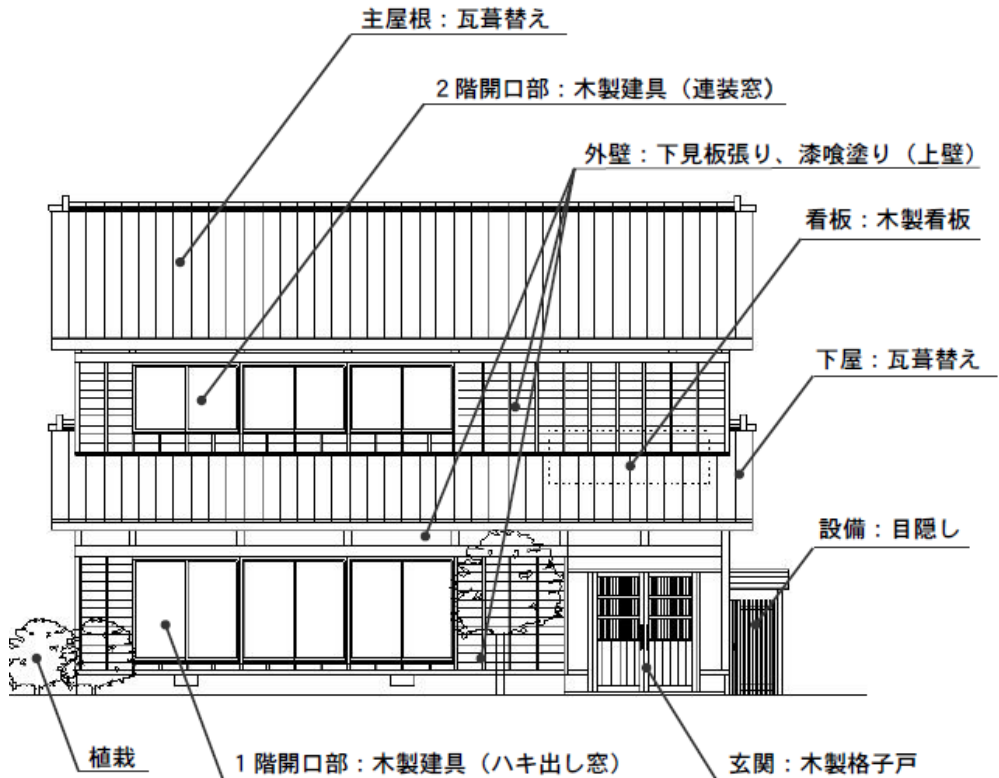 主屋根：瓦葺替え
２階開口部：木製建具（連装窓）
外壁：下見板張り、漆喰塗り（上壁）
看板：木製看板
下屋：瓦葺替え
設備：目隠し
植栽
１階開口部：木製建具（ハキ出し窓）
玄関：木製格子戸